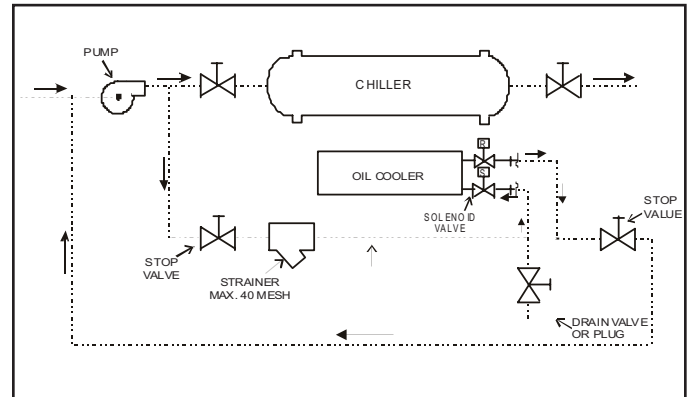 PUMP
CHILLER
R
OIL COOLER
S
SOLENOID
VALVE
STOP
VALUE
STOP
VALVE
STRAINER
MAX. 40 MESH
DRAIN VALVE
OR PLUG